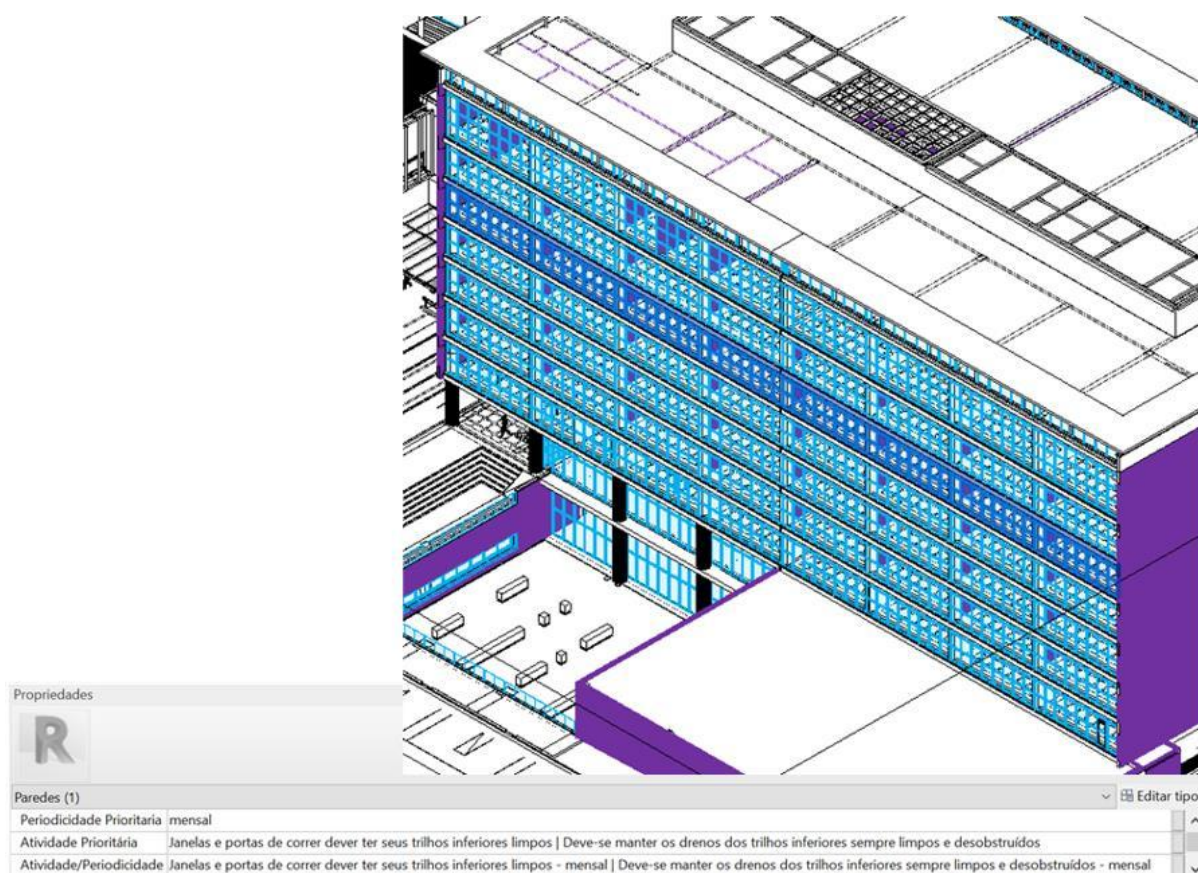 Propriedades
R
Paredes (1)
Editar tipo
Periodicidade Prioritaria mensal
Atividade Prioritária Janelas e portas de correr dever ter seus trilhos inferiores limpos | Deve-se manter os drenos dos trilhos inferiores sempre limpos e desobstruídos
Atividade/Periodicidade Janelas e portas de correr dever ter seus trilhos inferiores limpos - mensal | Deve-se manter os drenos dos trilhos inferiores sempre limpos e desobstruídos - mensal